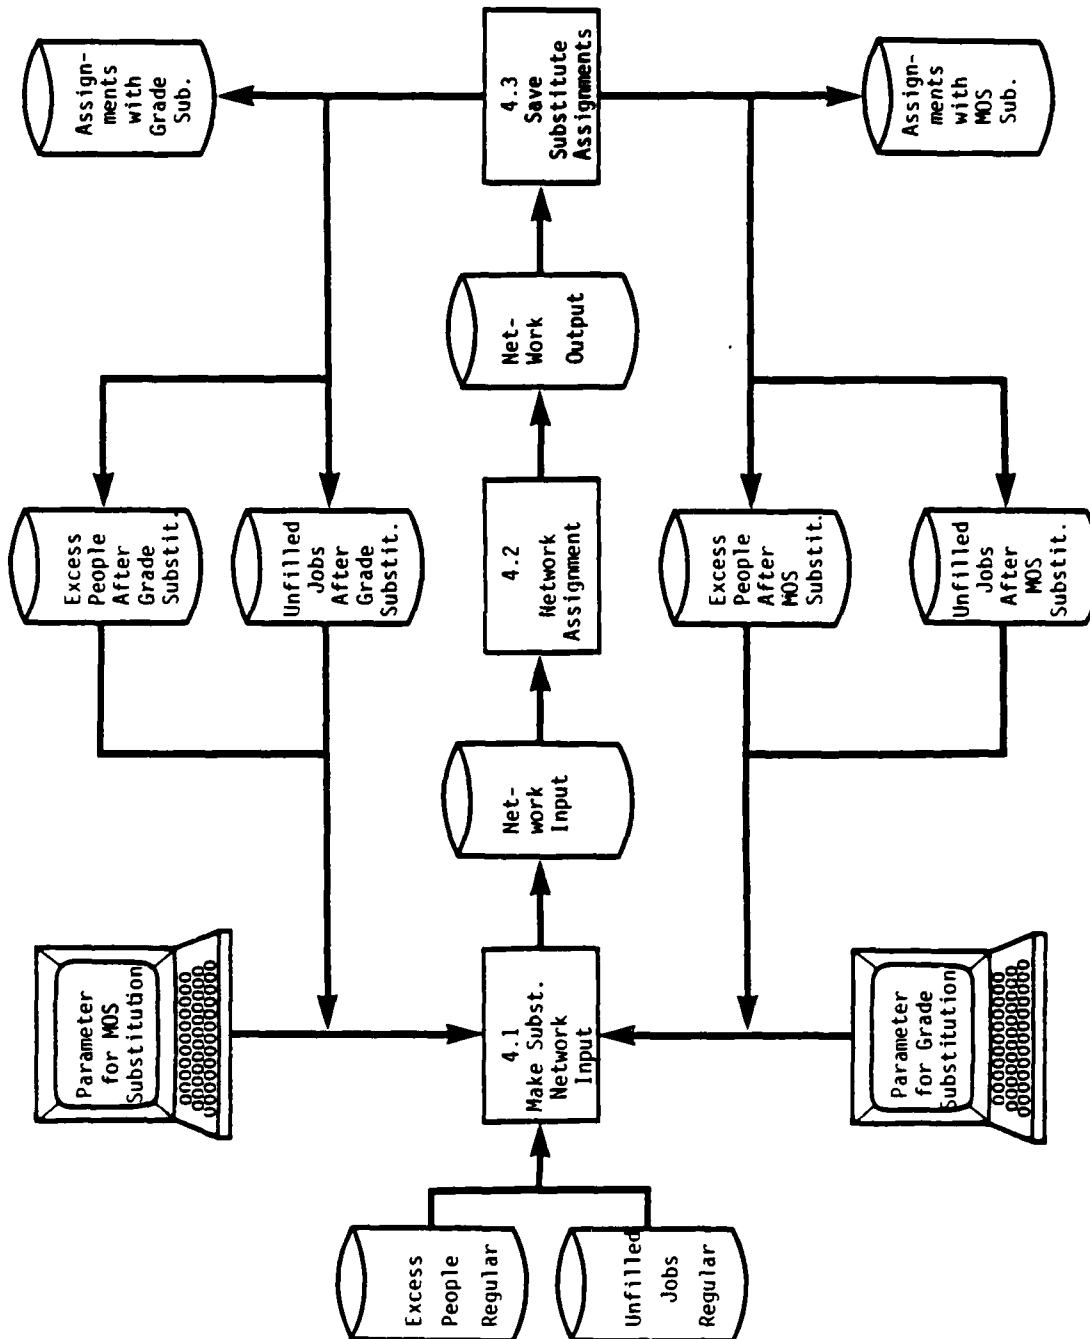 Assign-
ments
with
Grade
Sub.
4.3
Save
Substitute
Assignments
Assign-
ments
with
MOS
Sub.
Net-
Work
Output
Excess
People
After
Grade
Substit.
Unfilled
Jobs
After
Grade
Substit.
4.2
Network
Assignment
Excess
People
After
MOS
Substit.
Unfilled
Jobs
After
MOS
Substit.
Net-
work
Input
Parameter
for MOS
Substitution
4.1
Make Subst.
Network
Input
Parameter
for Grade
Substitution
Excess
People
Regular
Unfilled
Jobs
Regular